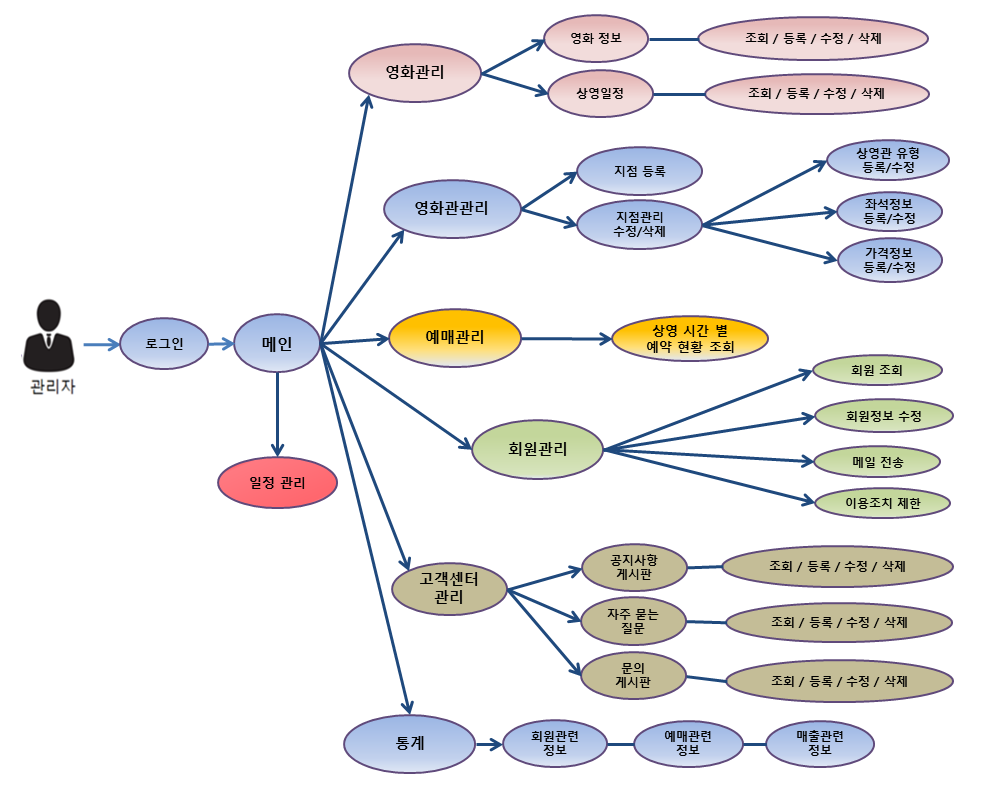 관리자
로그인
메인
일정 관리
영화관리
영화 정보
조회 / 등록 / 수정 / 삭제
상영일정
조회 / 등록 / 수정 / 삭제
영화관관리
지점 등록
지점관리
수정/삭제
상영관 유형
등록/수정
좌석정보
등록/수정
가격정보
등록/수정
예매관리
상영 시간 별
예약 현황 조회
회원관리
회원 조회
회원정보 수정
메일 전송
이용조치 제한
고객센터
관리
공지사항
게시판
조회 / 등록 / 수정 / 삭제
자주 묻는
질문
조회 / 등록 / 수정 / 삭제
문의
게시판
조회 / 등록 / 수정 / 삭제
통계
회원관련
정보
예매관련
정보
매출관련
정보